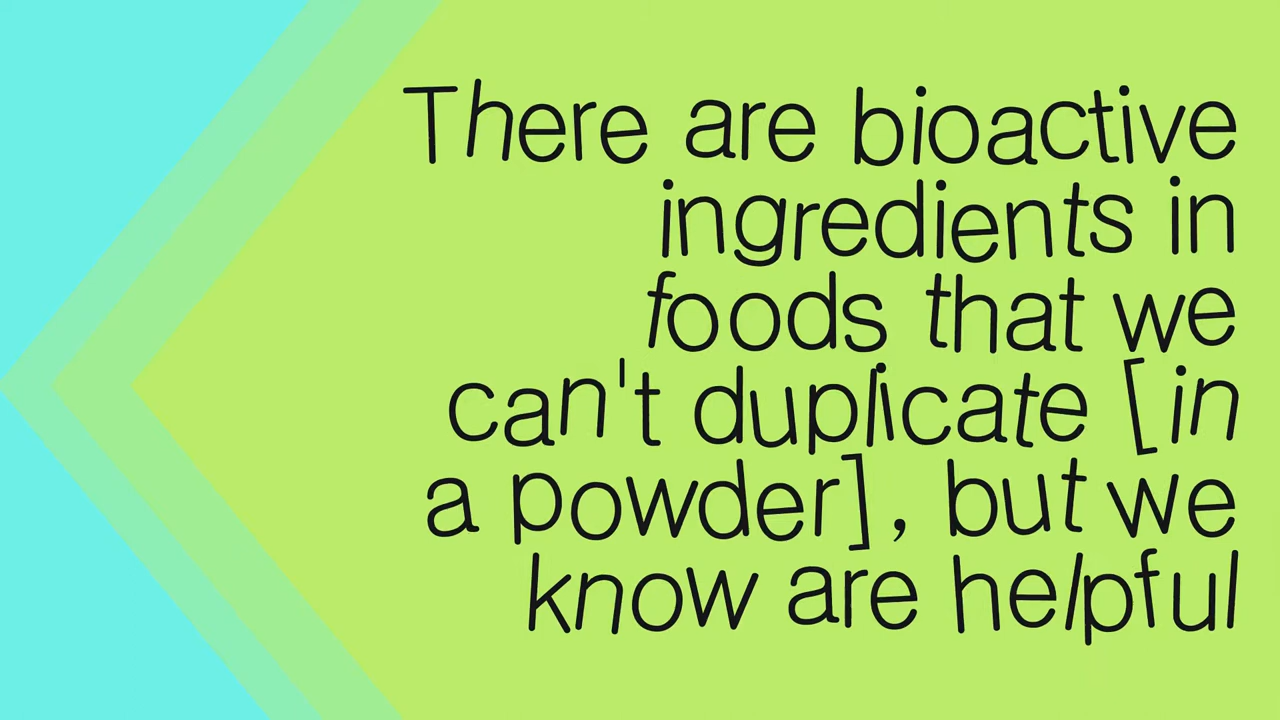 There are bioactive
ingredients in
foods that we
can't duplicate [in
a powder], but we
know are helpful